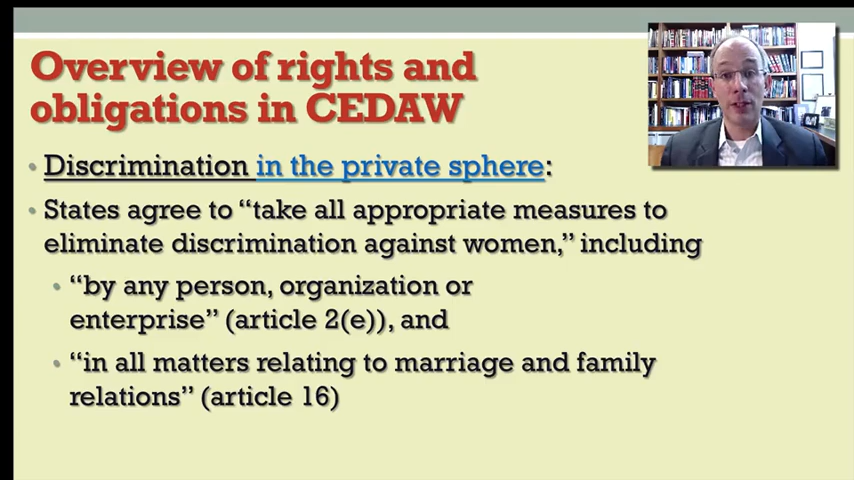 Overview of rights and
obligations in CEDAW
• Discrimination in the private sphere:
• States agree to “take all appropriate measures to
eliminate discrimination against women,” including
• “by any person, organization or
enterprise” (article 2(e)), and
• “in all matters relating to marriage and family
relations” (article 16)